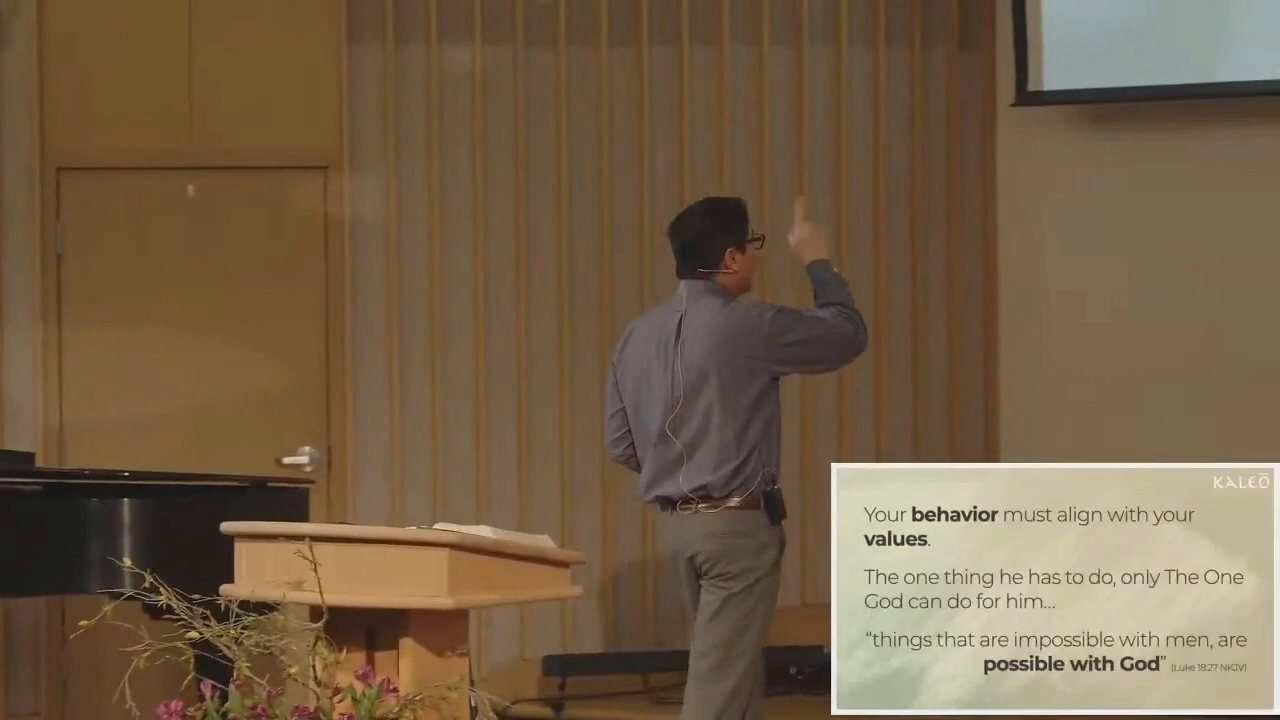 KALEŌ
Your behavior must align with your
values.
The one thing he has to do, only The One
God can do for him...
“things that are impossible with men, are
possible with God” (Luke 18:27 NKJV)